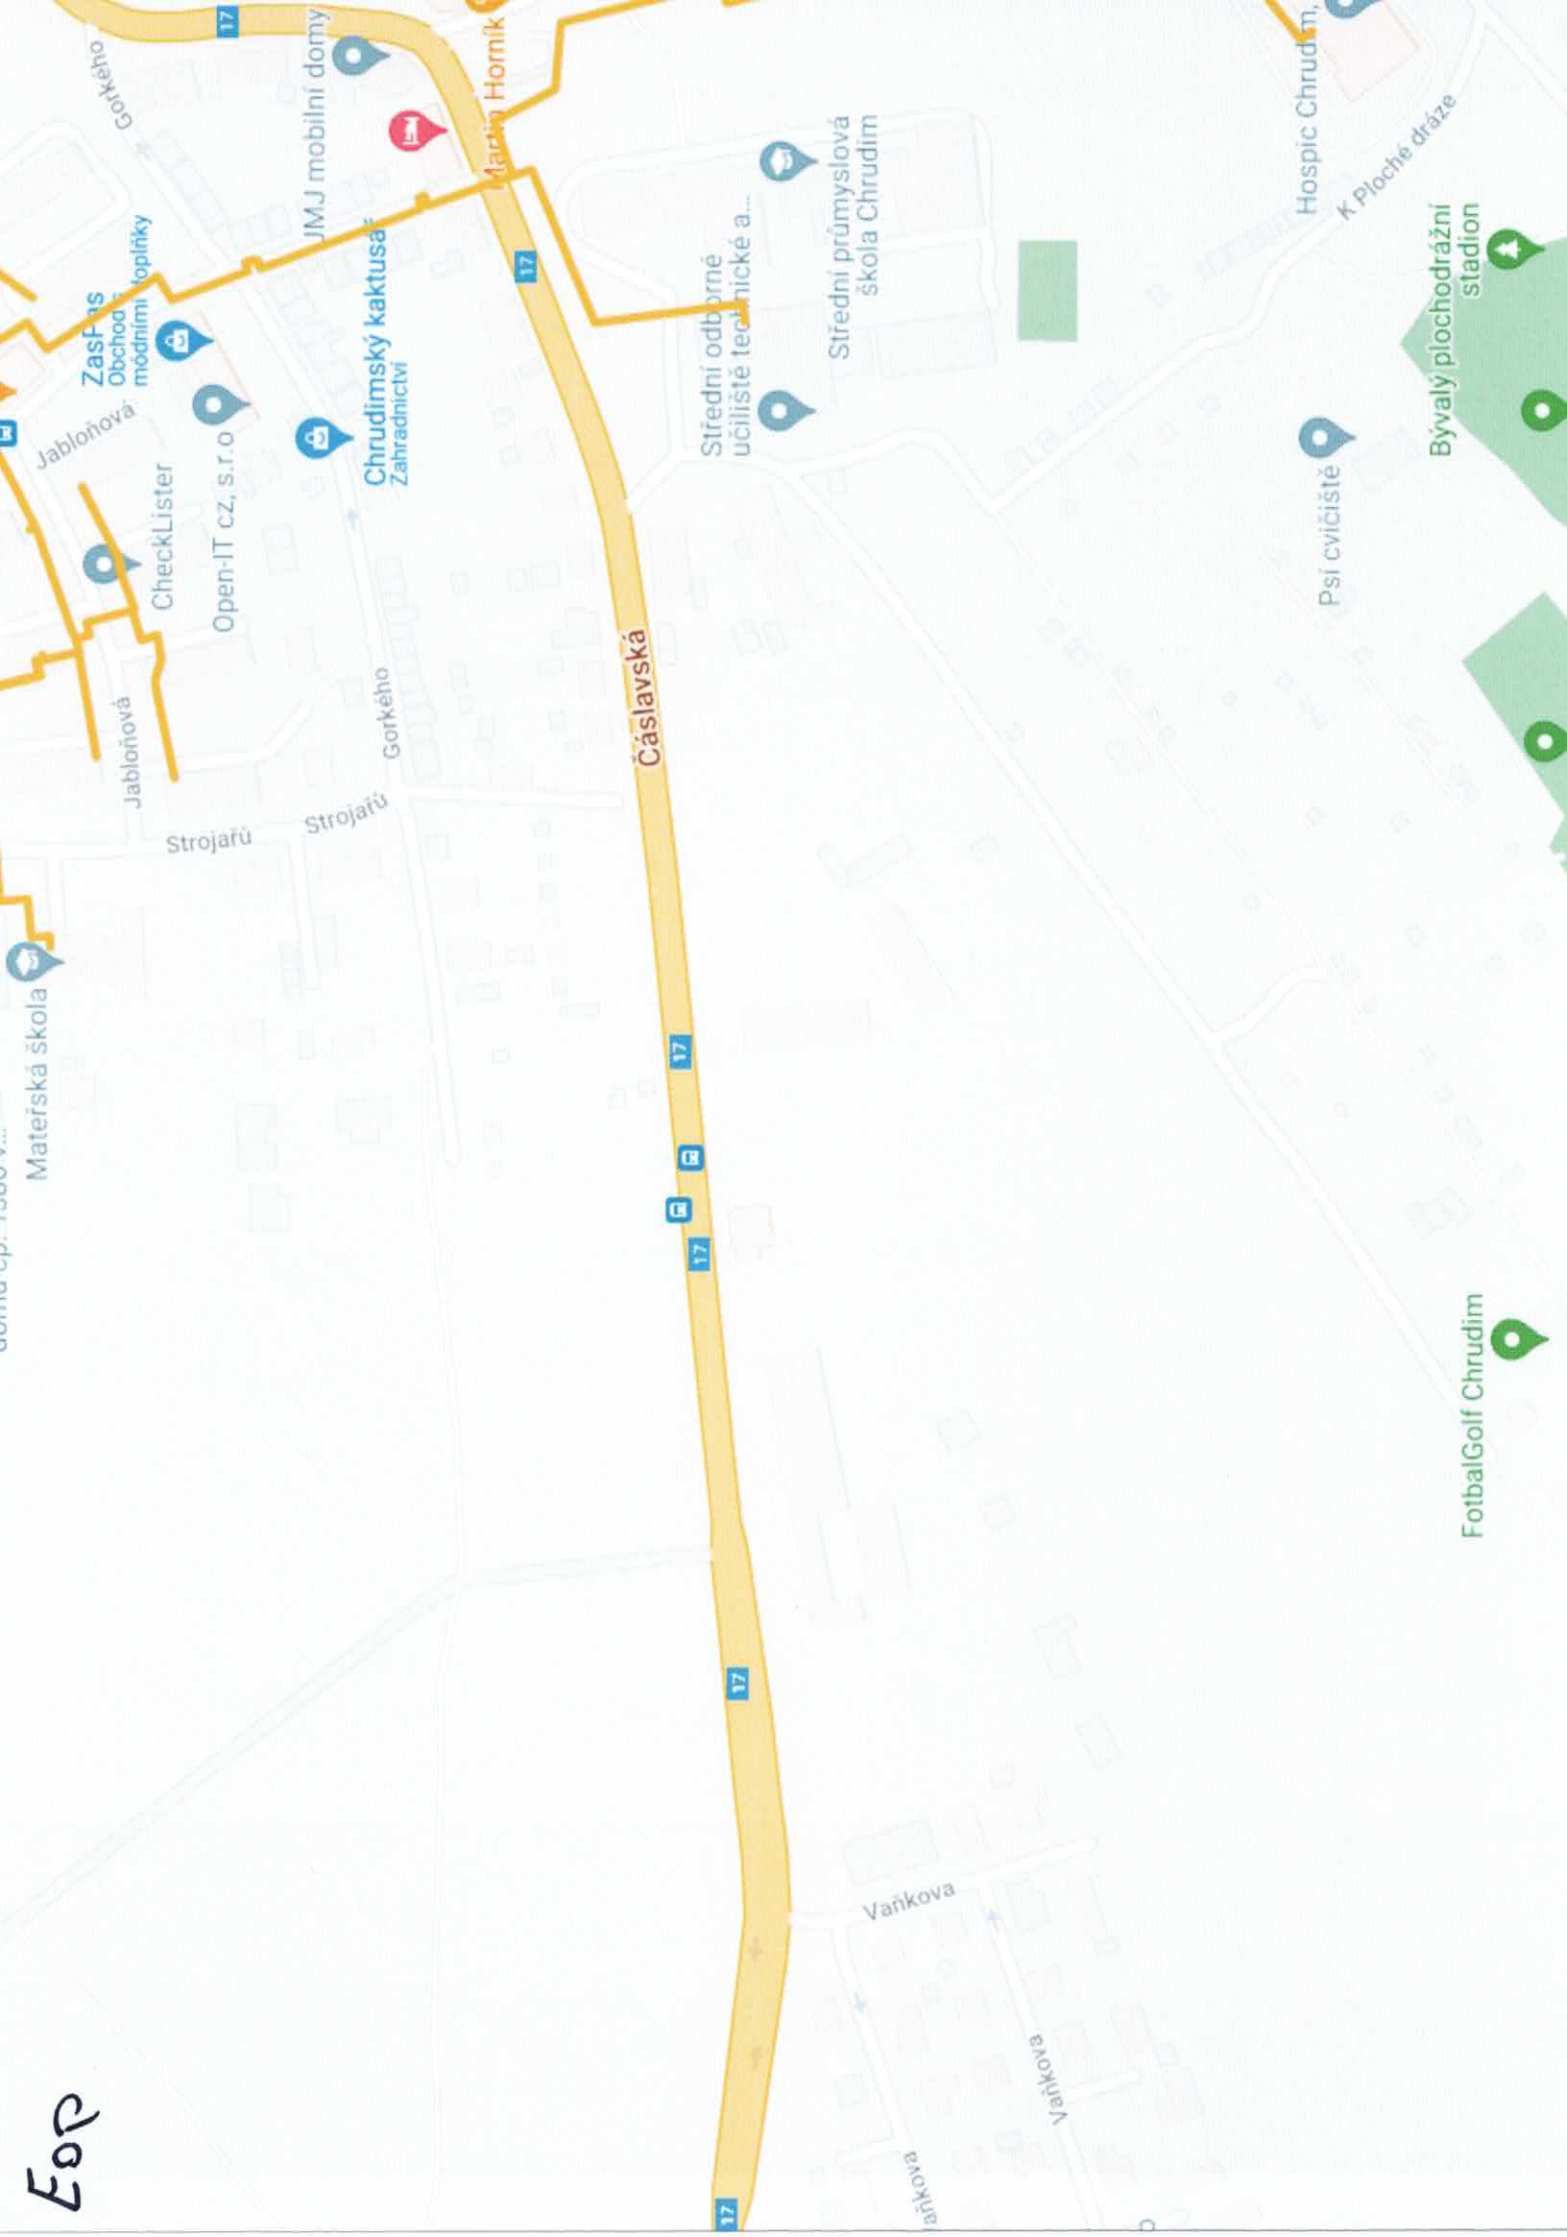 EOP
Mateřská škola
Jabloňová
ZasPas
Obchod s
módními doplňky
Gorkého
Jabloňová
CheckLister
Strojařů
Open-IT cz, s.r.o
17
JMJ mobilní domy
Strojařů
Chrudimský kaktusář
Zahradnictví
Gorkého
Martin Horník
17
Čáslavská
17
17
17
17
Střední odborné
učiliště technické a...
Střední průmyslová
škola Chrudim
Vaňkova
aňkova
Vaňkova
Hospic Chrudim,
K Ploché dráze
Psí cvičiště
Bývalý plochodrážní
stadion
FotbalGolf Chrudim